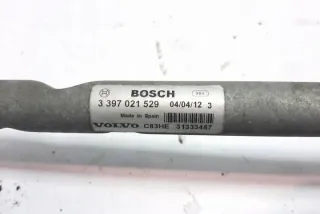 BOSCH
3 397 021 529 04/04/12 3
Made in Spain
VOLVO C83HE 31333487